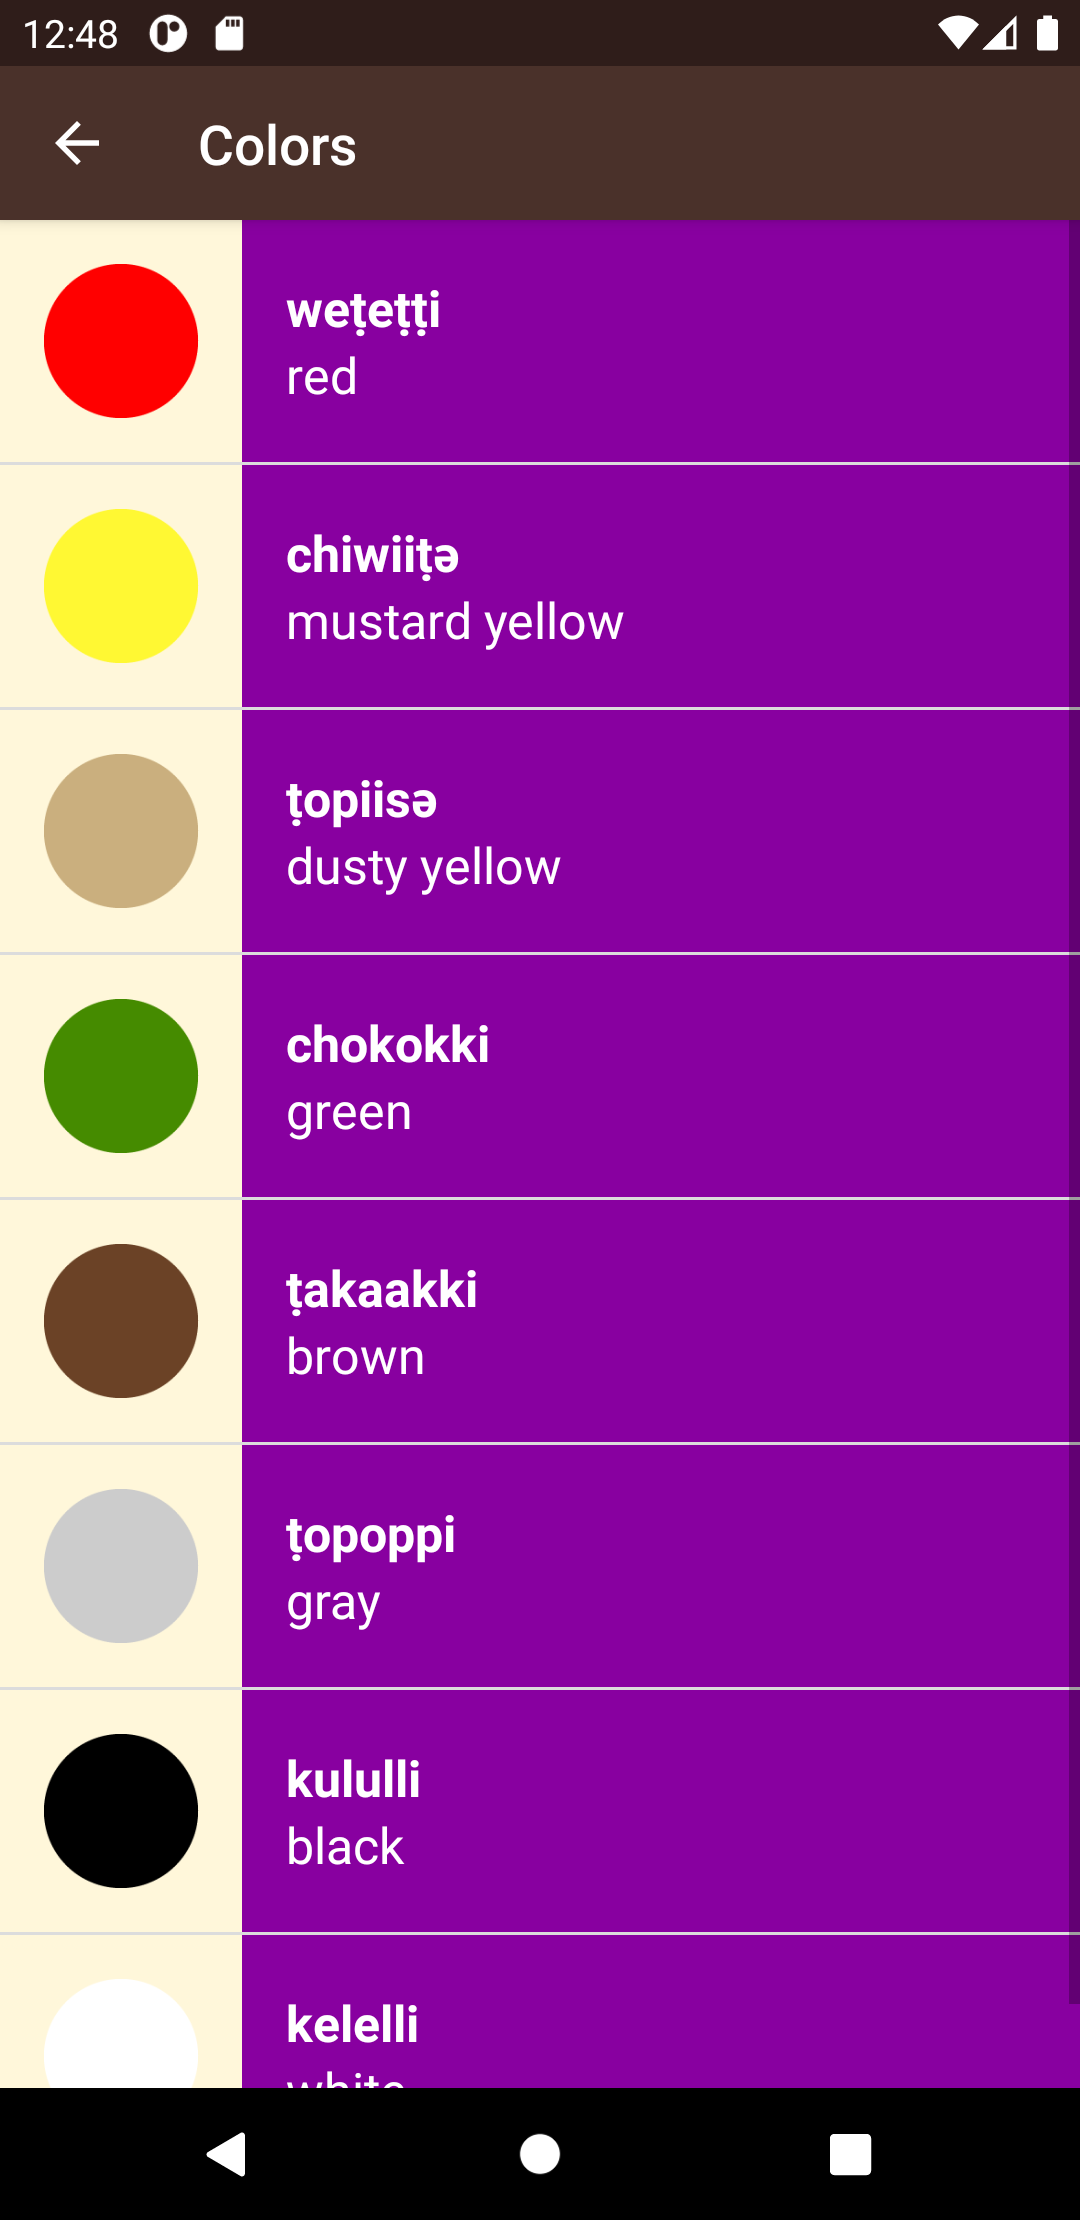 12:48
Colors
weṭeṭṭi
red
chiwiiṭə
mustard yellow
ṭopiisə
dusty yellow
chokokki
green
ṭakaakki
brown
ṭopoppi
gray
kululli
black
kelelli
white